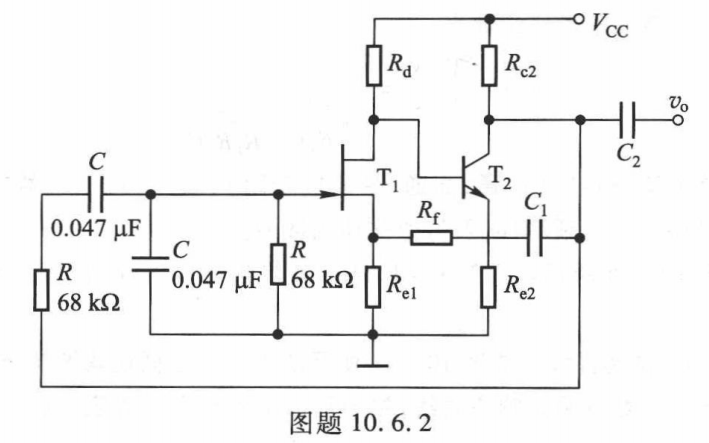 V_CC
R_d
R_c2
v_o
C_2
C
0.047 μF
T_1
T_2
C_1
R_f
R
68 kΩ
C
0.047 μF
R
68 kΩ
R_e1
R_e2
图题 10.6.2